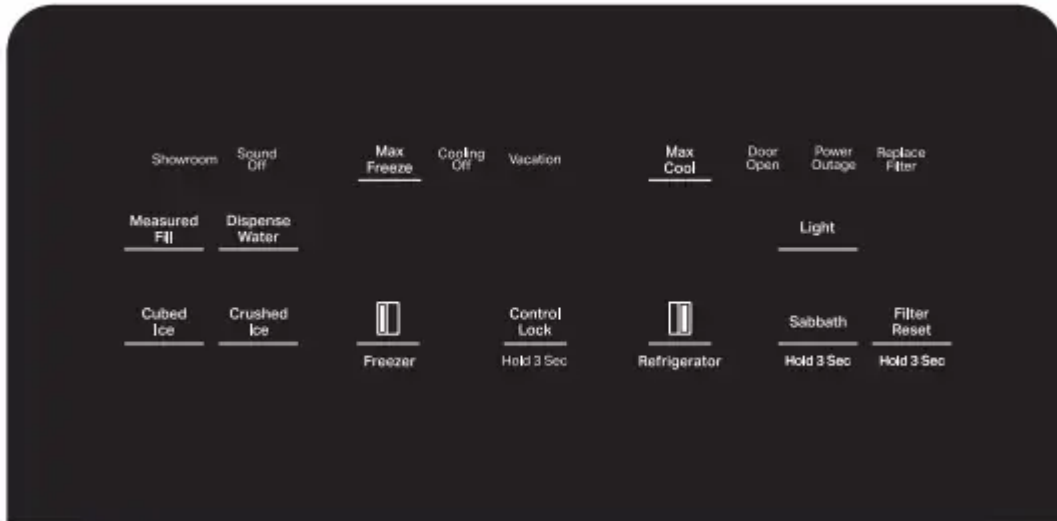 Showroom
Sound
Off
Max
Freeze
Cooling
Off
Vacation
Max
Cool
Door
Open
Power
Outage
Replace
Filter
Measured
Fill
Dispense
Water
Light
Cubed
Ice
Crushed
Ice
Freezer
Control
Lock
Hold 3 Sec
Refrigerator
Sabbath
Hold 3 Sec
Filter
Reset
Hold 3 Sec